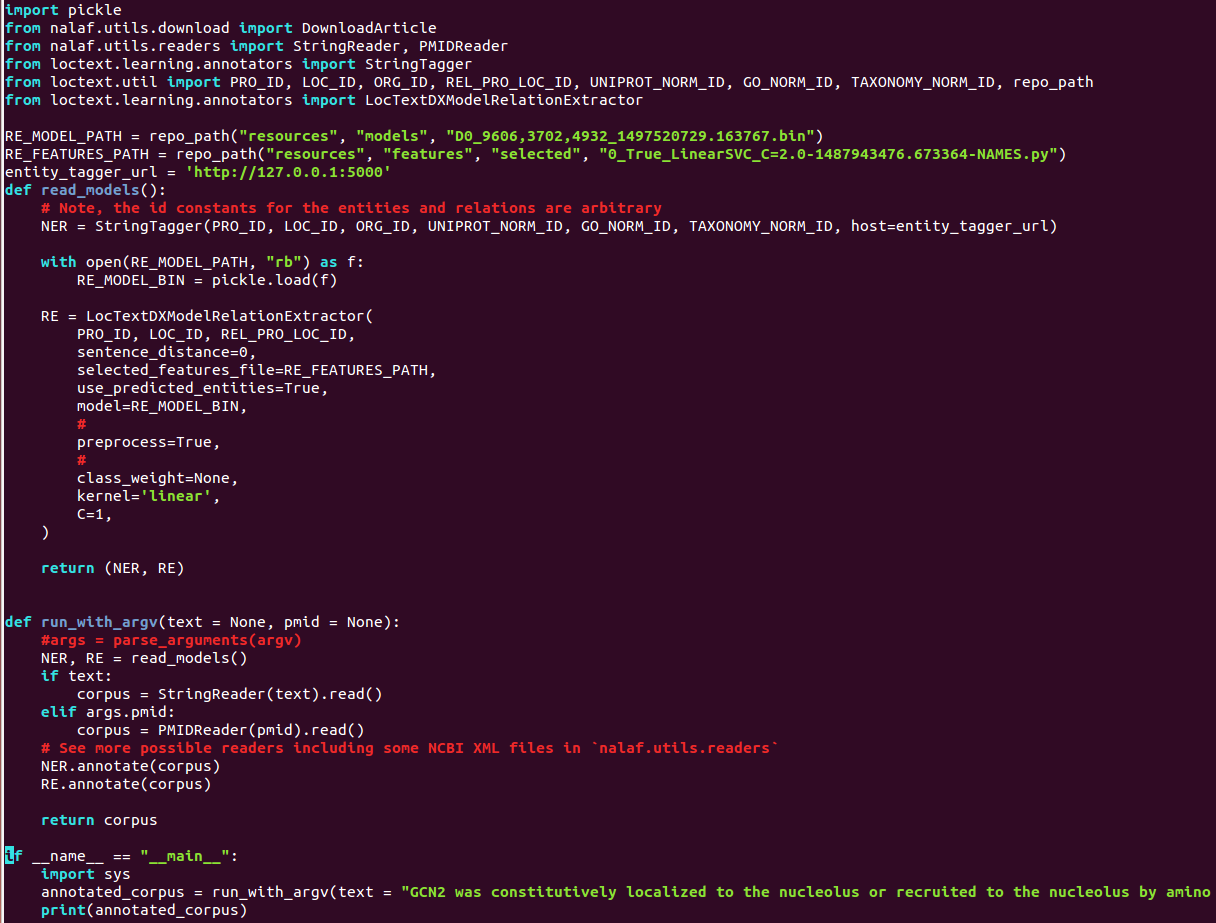 import pickle
from nalaf.utils.download import DownloadArticle
from nalaf.utils.readers import StringReader, PMIDReader
from loctext.learning.annotators import StringTagger
from loctext.util import PRO_ID, LOC_ID, ORG_ID, REL_PRO_LOC_ID, UNIPROT_NORM_ID, GO_NORM_ID, TAXONOMY_NORM_ID, repo_path
from loctext.learning.annotators import LocTextDXModelRelationExtractor

RE_MODEL_PATH = repo_path("resources", "models", "D0_9606,3702,4932_1497520729.163767.bin")
RE_FEATURES_PATH = repo_path("resources", "features", "selected", "0_True_LinearSVC_C=2.0-1487943476.673364-NAMES.py")
entity_tagger_url = 'http://127.0.0.1:5000'
def read_models():
    # Note, the id constants for the entities and relations are arbitrary
    NER = StringTagger(PRO_ID, LOC_ID, ORG_ID, UNIPROT_NORM_ID, GO_NORM_ID, TAXONOMY_NORM_ID, host=entity_tagger_url)

    with open(RE_MODEL_PATH, "rb") as f:
        RE_MODEL_BIN = pickle.load(f)

    RE = LocTextDXModelRelationExtractor(
        PRO_ID, LOC_ID, REL_PRO_LOC_ID,
        sentence_distance=0,
        selected_features_file=RE_FEATURES_PATH,
        use_predicted_entities=True,
        model=RE_MODEL_BIN,
        #
        preprocess=True,
        #
        class_weight=None,
        kernel='linear',
        C=1,
    )

    return (NER, RE)


def run_with_argv(text = None, pmid = None):
    #args = parse_arguments(argv)
    NER, RE = read_models()
    if text:
        corpus = StringReader(text).read()
    elif args.pmid:
        corpus = PMIDReader(pmid).read()
    # See more possible readers including some NCBI XML files in `nalaf.utils.readers`
    NER.annotate(corpus)
    RE.annotate(corpus)

    return corpus

if __name__ == "__main__":
    import sys
    annotated_corpus = run_with_argv(text = "GCN2 was constitutively localized to the nucleolus or recruited to the nucleolus by amino
    print(annotated_corpus)